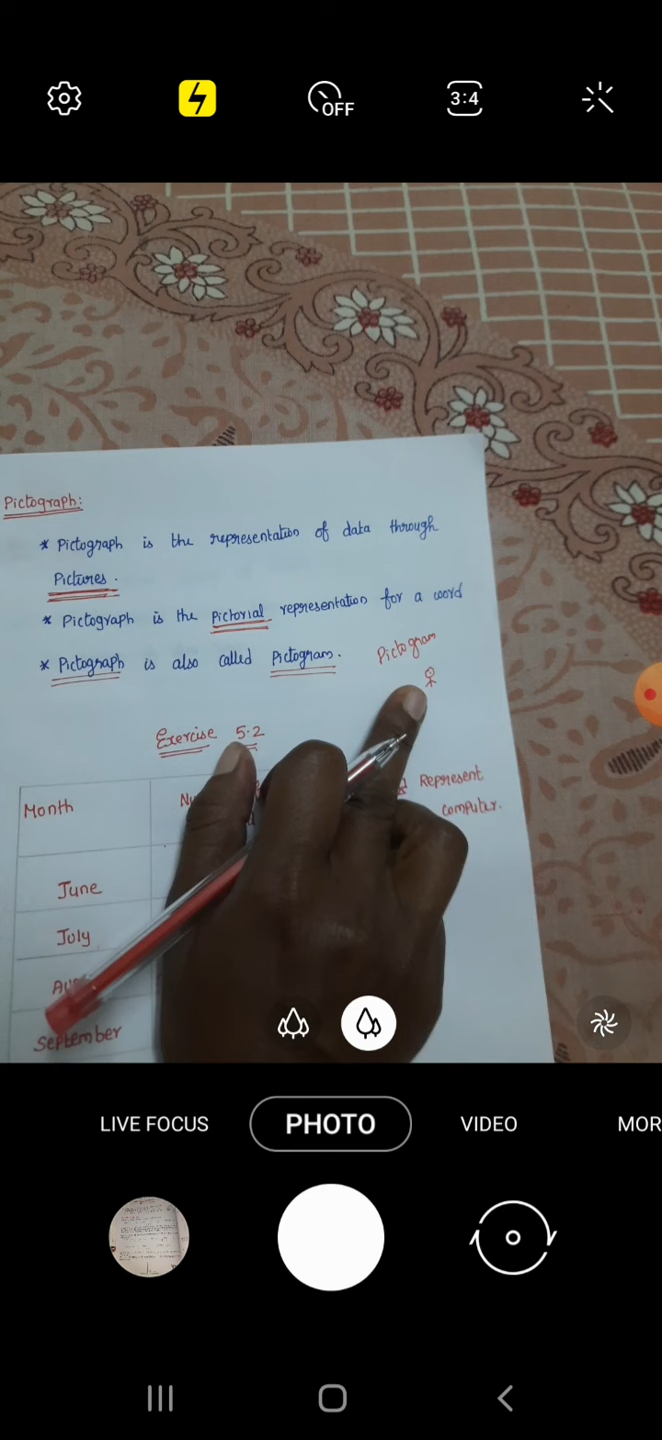 OFF
3:4
Pictograph:
* Pictograph is the representation of data through
Pictures.
* Pictograph is the Pictorial representation for a word
* Pictograph is also called Pictogram.
Pictogram
Exercise 5.2
Month
Represent
computer.
June
July
September
LIVE FOCUS
PHOTO
VIDEO
MOR